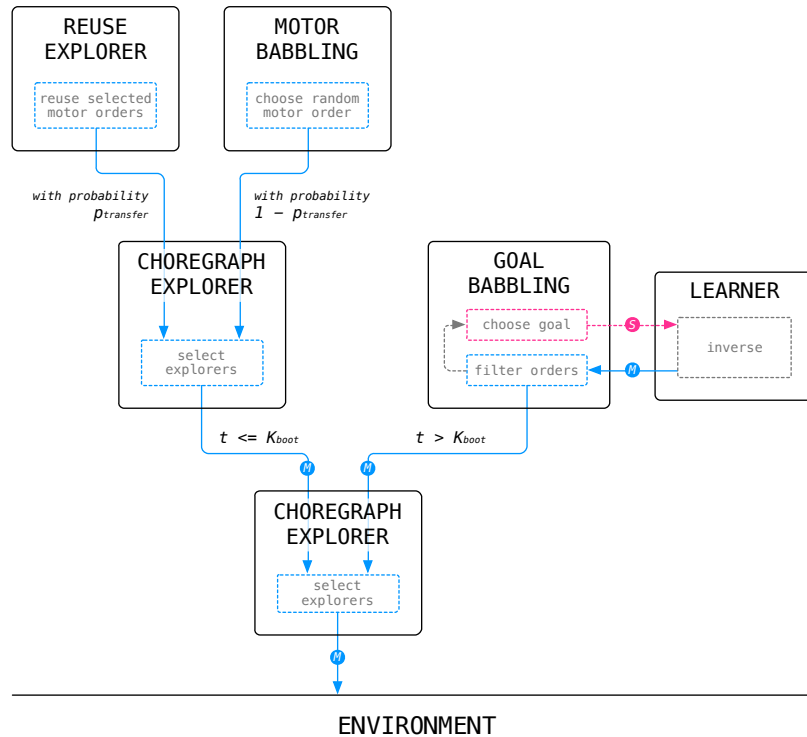 REUSE
EXPLORER
reuse selected
motor orders
MOTOR
BABBLING
choose random
motor order
with probability
ptransfer
with probability
1 − ptransfer
CHOREGRAPH
EXPLORER
select
explorers
GOAL
BABBLING
choose goal
filter orders
S
M
LEARNER
inverse
t <= Kboot
t > Kboot
M
M
CHOREGRAPH
EXPLORER
select
explorers
M
ENVIRONMENT